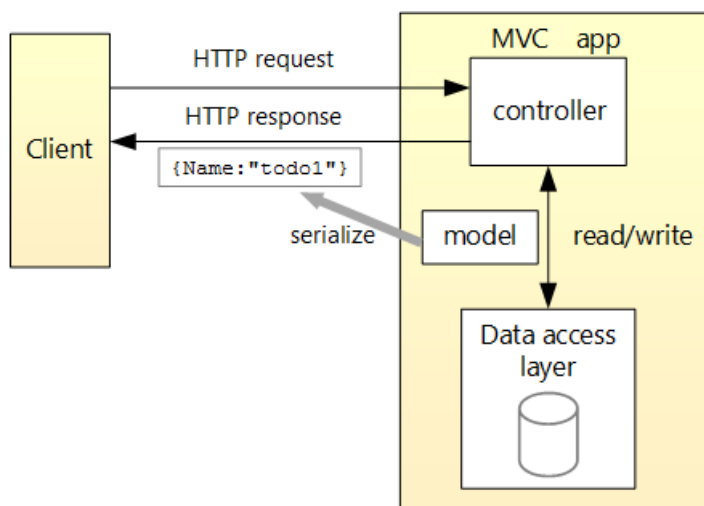 MVC app
HTTP request
controller
HTTP response
Client
{Name:"todo1"}
serialize
model
read/write
Data access
layer